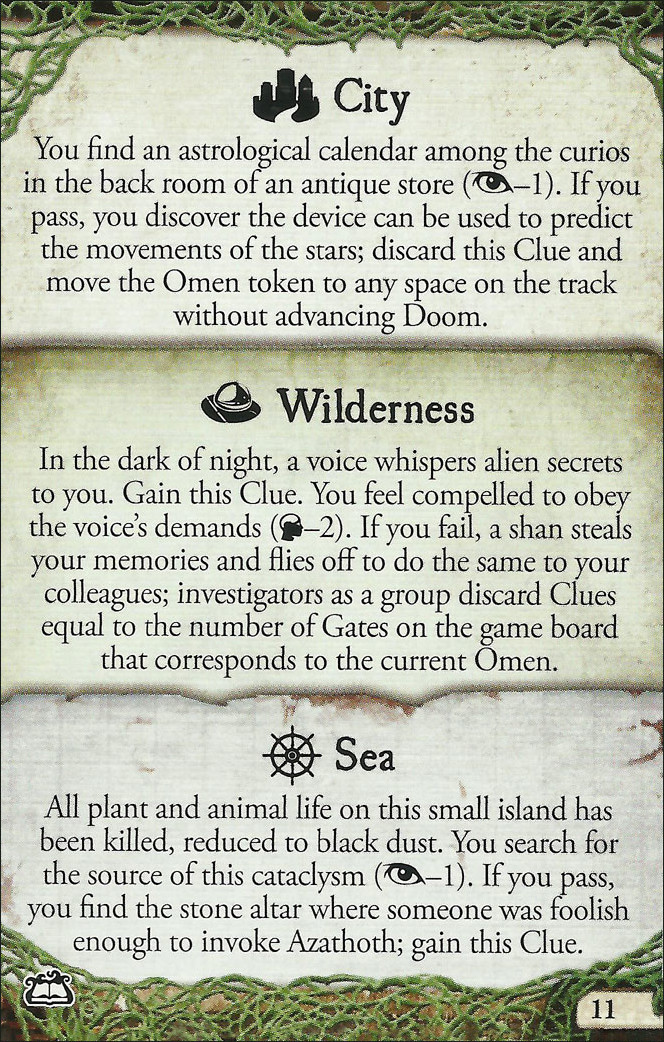 City
You find an astrological calendar among the curios
in the back room of an antique store (–1). If you
pass, you discover the device can be used to predict
the movements of the stars; discard this Clue and
move the Omen token to any space on the track
without advancing Doom.
Wilderness
In the dark of night, a voice whispers alien secrets
to you. Gain this Clue. You feel compelled to obey
the voice’s demands (–2). If you fail, a shan steals
your memories and flies off to do the same to your
colleagues; investigators as a group discard Clues
equal to the number of Gates on the game board
that corresponds to the current Omen.
Sea
All plant and animal life on this small island has
been killed, reduced to black dust. You search for
the source of this cataclysm (–1). If you pass,
you find the stone altar where someone was foolish
enough to invoke Azathoth; gain this Clue.
11